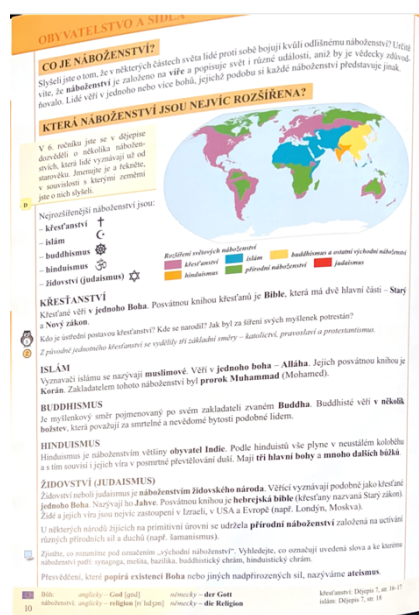 OBYVATELSTVO A SÍDLA
CO JE NÁBOŽENSTVÍ?
Slyšeli jste o tom, že v některých částech světa lidé proti sobě bojují kvůli odlišnému náboženství? Určitě
víte, že náboženství je založeno na víře a popisuje svět i různé události, aniž by je vědecky zdůvod-
ňovalo. Lidé věří v jednoho nebo více bohů, jejichž podobu si každé náboženství představuje jinak.
KTERÁ NÁBOŽENSTVÍ JSOU NEJVÍC ROZŠÍŘENA?
V 6. ročníku jste se v dějepise
dozvěděli o několika nábožen-
stvích, která lidé vyznávají už od
starověku. Jmenujte je a řekněte,
v souvislosti s kterými zeměmi
jste o nich slyšeli.
D
Nejrozšířenější náboženství jsou:
– křesťanství
– islám
– buddhismus
– hinduismus
– židovství (judaismus)
Rozšíření světových náboženství
křesťanství
islám
buddhismus a ostatní východní náboženství
hinduismus
přírodní náboženství
judaismus
KŘESŤANSTVÍ
Křesťané věří v jednoho Boha. Posvátnou knihou křesťanů je Bible, která má dvě hlavní části – Starý
a Nový zákon.
Kdo je ústřední postavou křesťanství? Kde se narodil? Jak byl za šíření svých myšlenek potrestán?
Z původně jednotného křesťanství se vydělily tři základní směry – katolictví, pravoslaví a protestantismus.
ISLÁM
Vyznavači islámu se nazývají muslimové. Věří v jednoho boha – Alláha. Jejich posvátnou knihou je
Korán. Zakladatelem tohoto náboženství byl prorok Muhammad (Mohamed).
BUDDHISMUS
Je myšlenkový směr pojmenovaný po svém zakladateli zvaném Buddha. Buddhisté věří v několik
božstev, která považují za smrtelné a nevědomé bytosti podobné lidem.
HINDUISMUS
Hinduismus je náboženstvím většiny obyvatel Indie. Podle hinduistů vše plyne v neustálém koloběhu
a s tím souvisí i jejich víra v posmrtné převtělování duší. Mají tři hlavní bohy a mnoho dalších bůžků.
ŽIDOVSTVÍ (JUDAISMUS)
Židovství neboli judaismus je náboženstvím židovského národa. Věřící vyznávají podobně jako křesťané
jednoho Boha. Nazývají ho Jahve. Posvátnou knihou je hebrejská bible (křesťany nazvaná Starý zákon).
Židé a jejich víra jsou nejvíc zastoupeni v Izraeli, v USA a Evropě (např. Londýn, Moskva).
U některých národů žijících na primitivní úrovni se udržela přírodní náboženství založená na uctívání
různých přírodních sil a duchů (např. šamanismus).
Zjistěte, co rozumíme pod označením „východní náboženství“. Vyhledejte, co označují uvedená slova a ke kterému
náboženství patří: synagoga, mešita, bazilika, buddhistický chrám, hinduistický chrám.
Přesvědčení, které popírá existenci Boha nebo jiných nadpřirozených sil, nazýváme ateismus.
Bůh: anglicky – God [god] německy – der Gott
náboženství: anglicky – religion [rɪˈlɪdʒən] německy – die Religion
křesťanství: Dějepis 7, str. 13
islám: Dějepis 7, str. 18
10